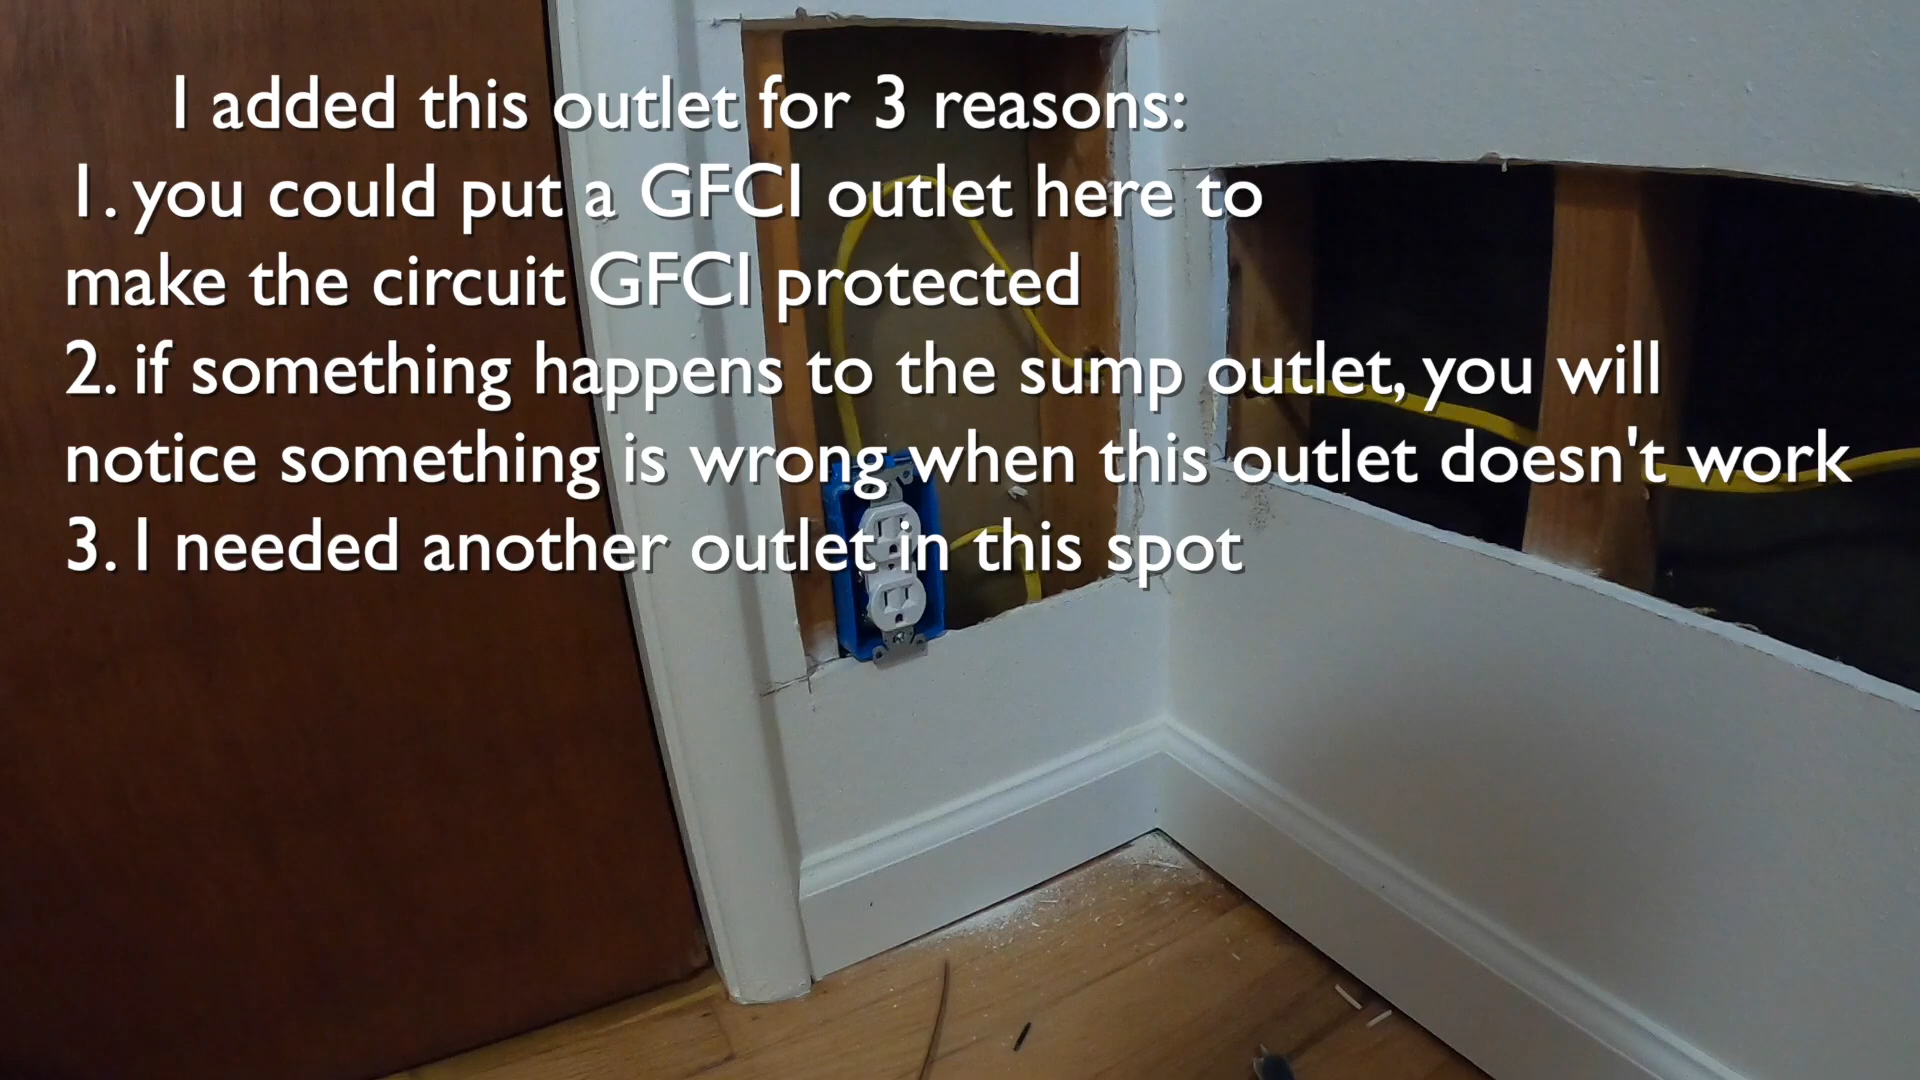 I added this outlet for 3 reasons:
1. you could put a GFCI outlet here to
make the circuit GFCI protected
2. if something happens to the sump outlet, you will
notice something is wrong when this outlet doesn't work
3. I needed another outlet in this spot